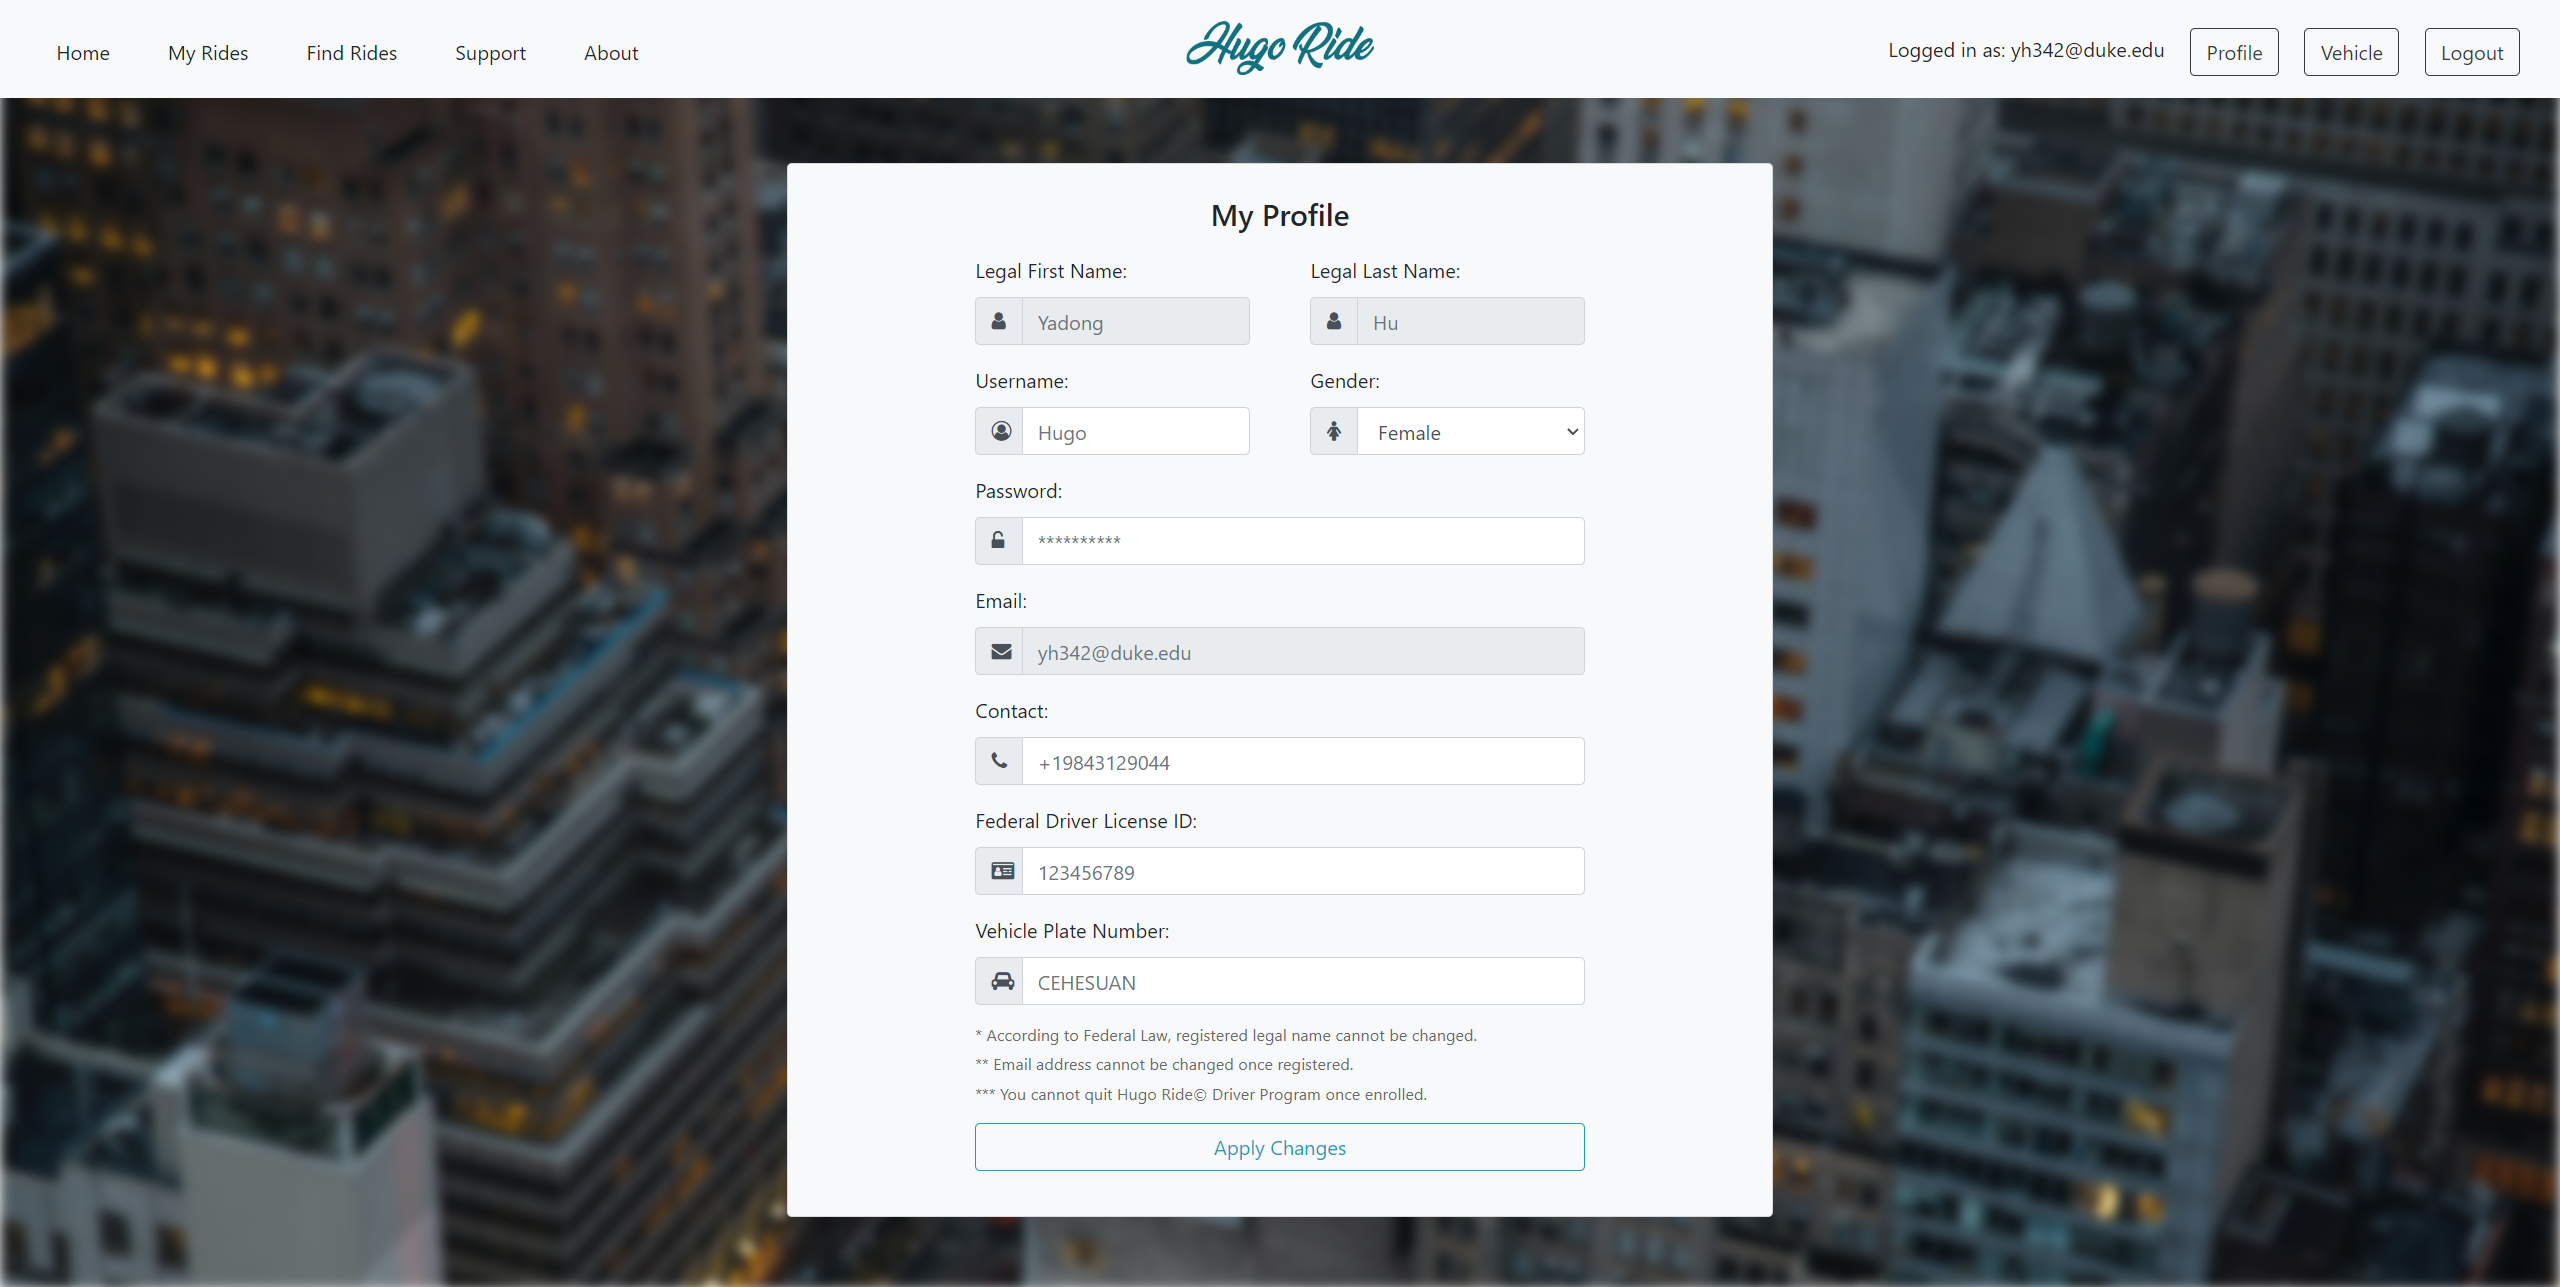 Home My Rides Find Rides Support About Hugo Ride Logged in as: yh342@duke.edu Profile Vehicle Logout
My Profile
Legal First Name: Legal Last Name:
Yadong Hu
Username: Gender:
Hugo Female
Password:
**********
Email:
yh342@duke.edu
Contact:
+19843129044
Federal Driver License ID:
123456789
Vehicle Plate Number:
CEHESUAN
* According to Federal Law, registered legal name cannot be changed.
** Email address cannot be changed once registered.
*** You cannot quit Hugo Ride© Driver Program once enrolled.
Apply Changes